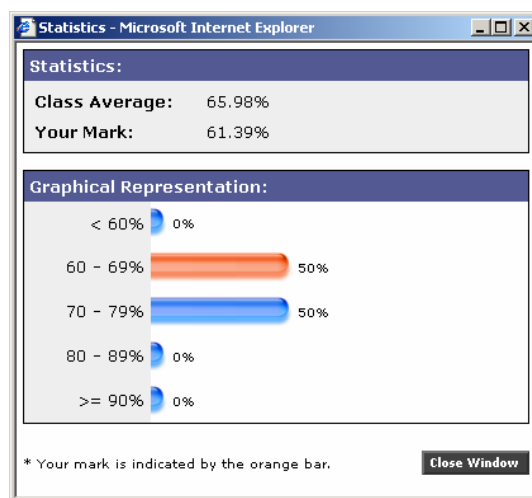 Statistics - Microsoft Internet Explorer
Statistics:
Class Average: 65.98%
Your Mark: 61.39%
Graphical Representation:
< 60% 0%
60 - 69% 50%
70 - 79% 50%
80 - 89% 0%
>= 90% 0%
* Your mark is indicated by the orange bar.
Close Window